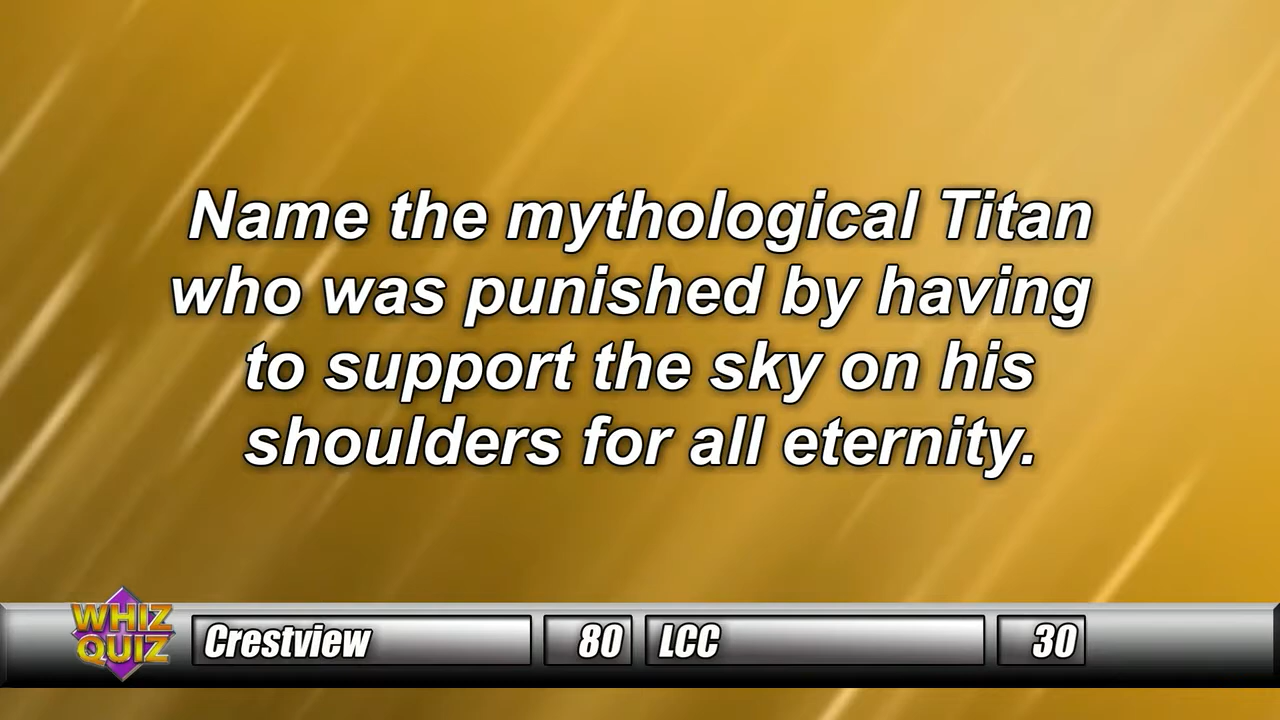 Name the mythological Titan
who was punished by having
to support the sky on his
shoulders for all eternity.
WHIZ
QUIZ
Crestview 80 LCC 30